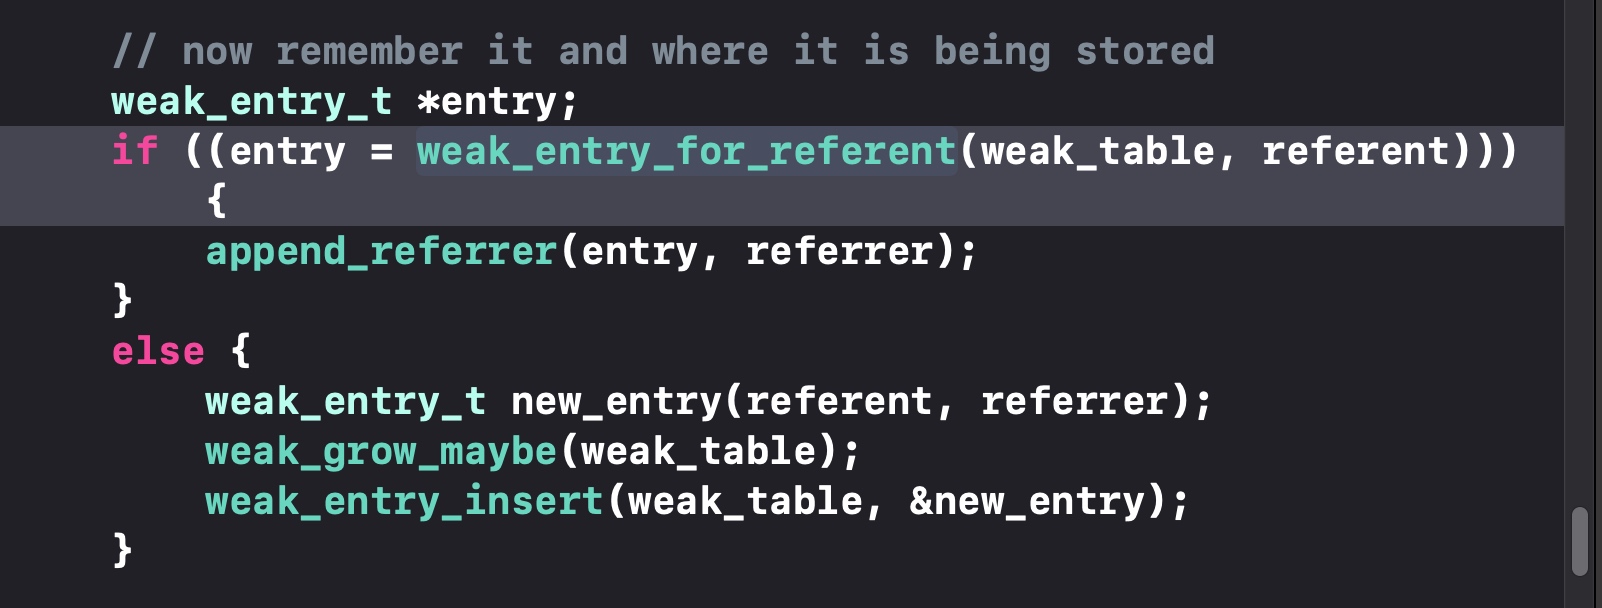 // now remember it and where it is being stored
weak_entry_t *entry;
if ((entry = weak_entry_for_referent(weak_table, referent)))
{
append_referrer(entry, referrer);
}
else {
weak_entry_t new_entry(referent, referrer);
weak_grow_maybe(weak_table);
weak_entry_insert(weak_table, &new_entry);
}